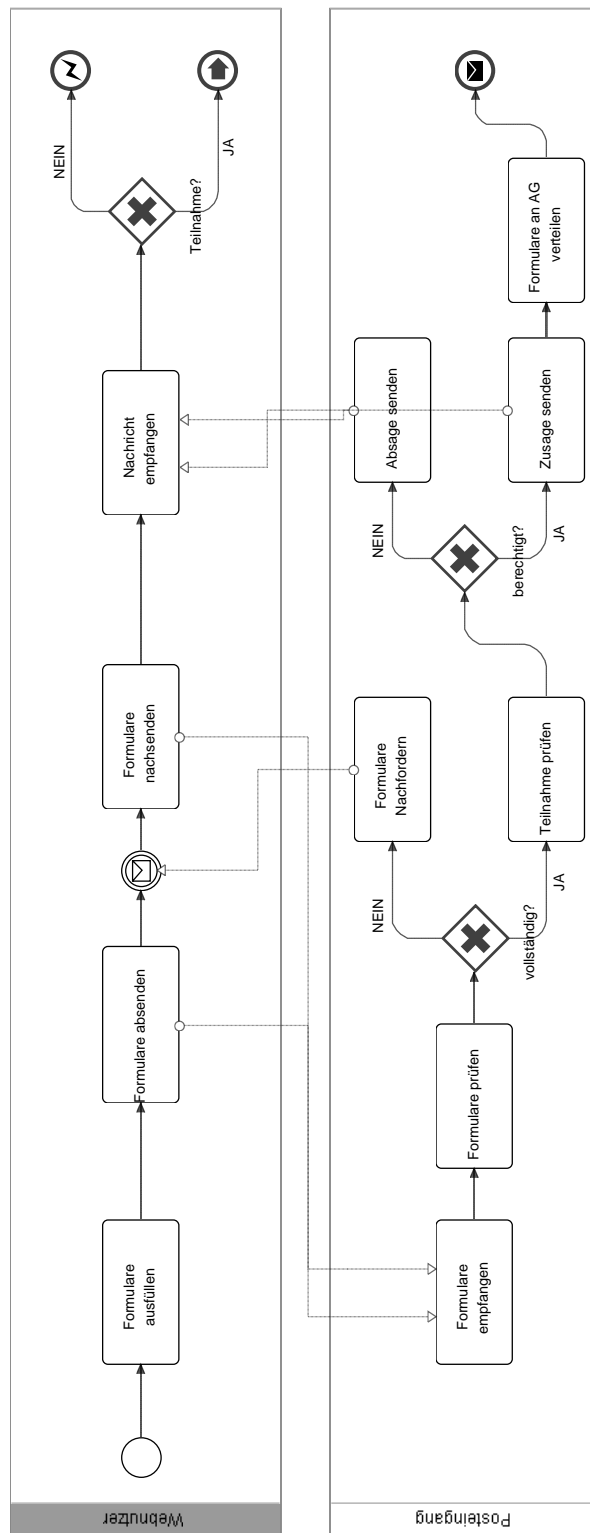 Webnutzer
Formulare
ausfüllen
Formulare absenden
Formulare
nachsenden
Nachricht
empfangen
Teilnahme?
NEIN
JA
Posteingang
Formulare
empfangen
Formulare prüfen
vollständig?
NEIN
JA
Formulare
Nachfordern
Teilnahme prüfen
berechtigt?
NEIN
JA
Absage senden
Zusage senden
Formulare an AG
verteilen